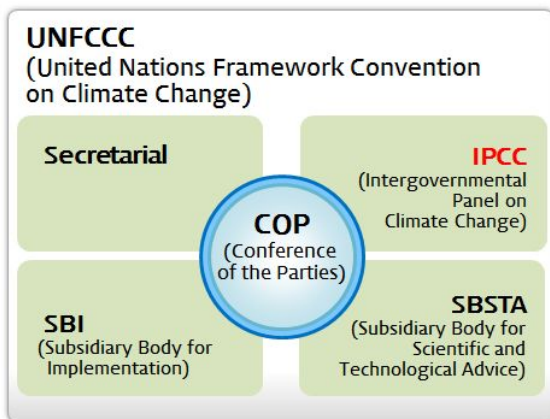 UNFCCC
(United Nations Framework Convention
on Climate Change)
Secretarial
IPCC
(Intergovernmental
Panel on
Climate Change)
COP
(Conference
of the Parties)
SBI
(Subsidiary Body for
Implementation)
SBSTA
(Subsidiary Body for
Scientific and
Technological Advice)